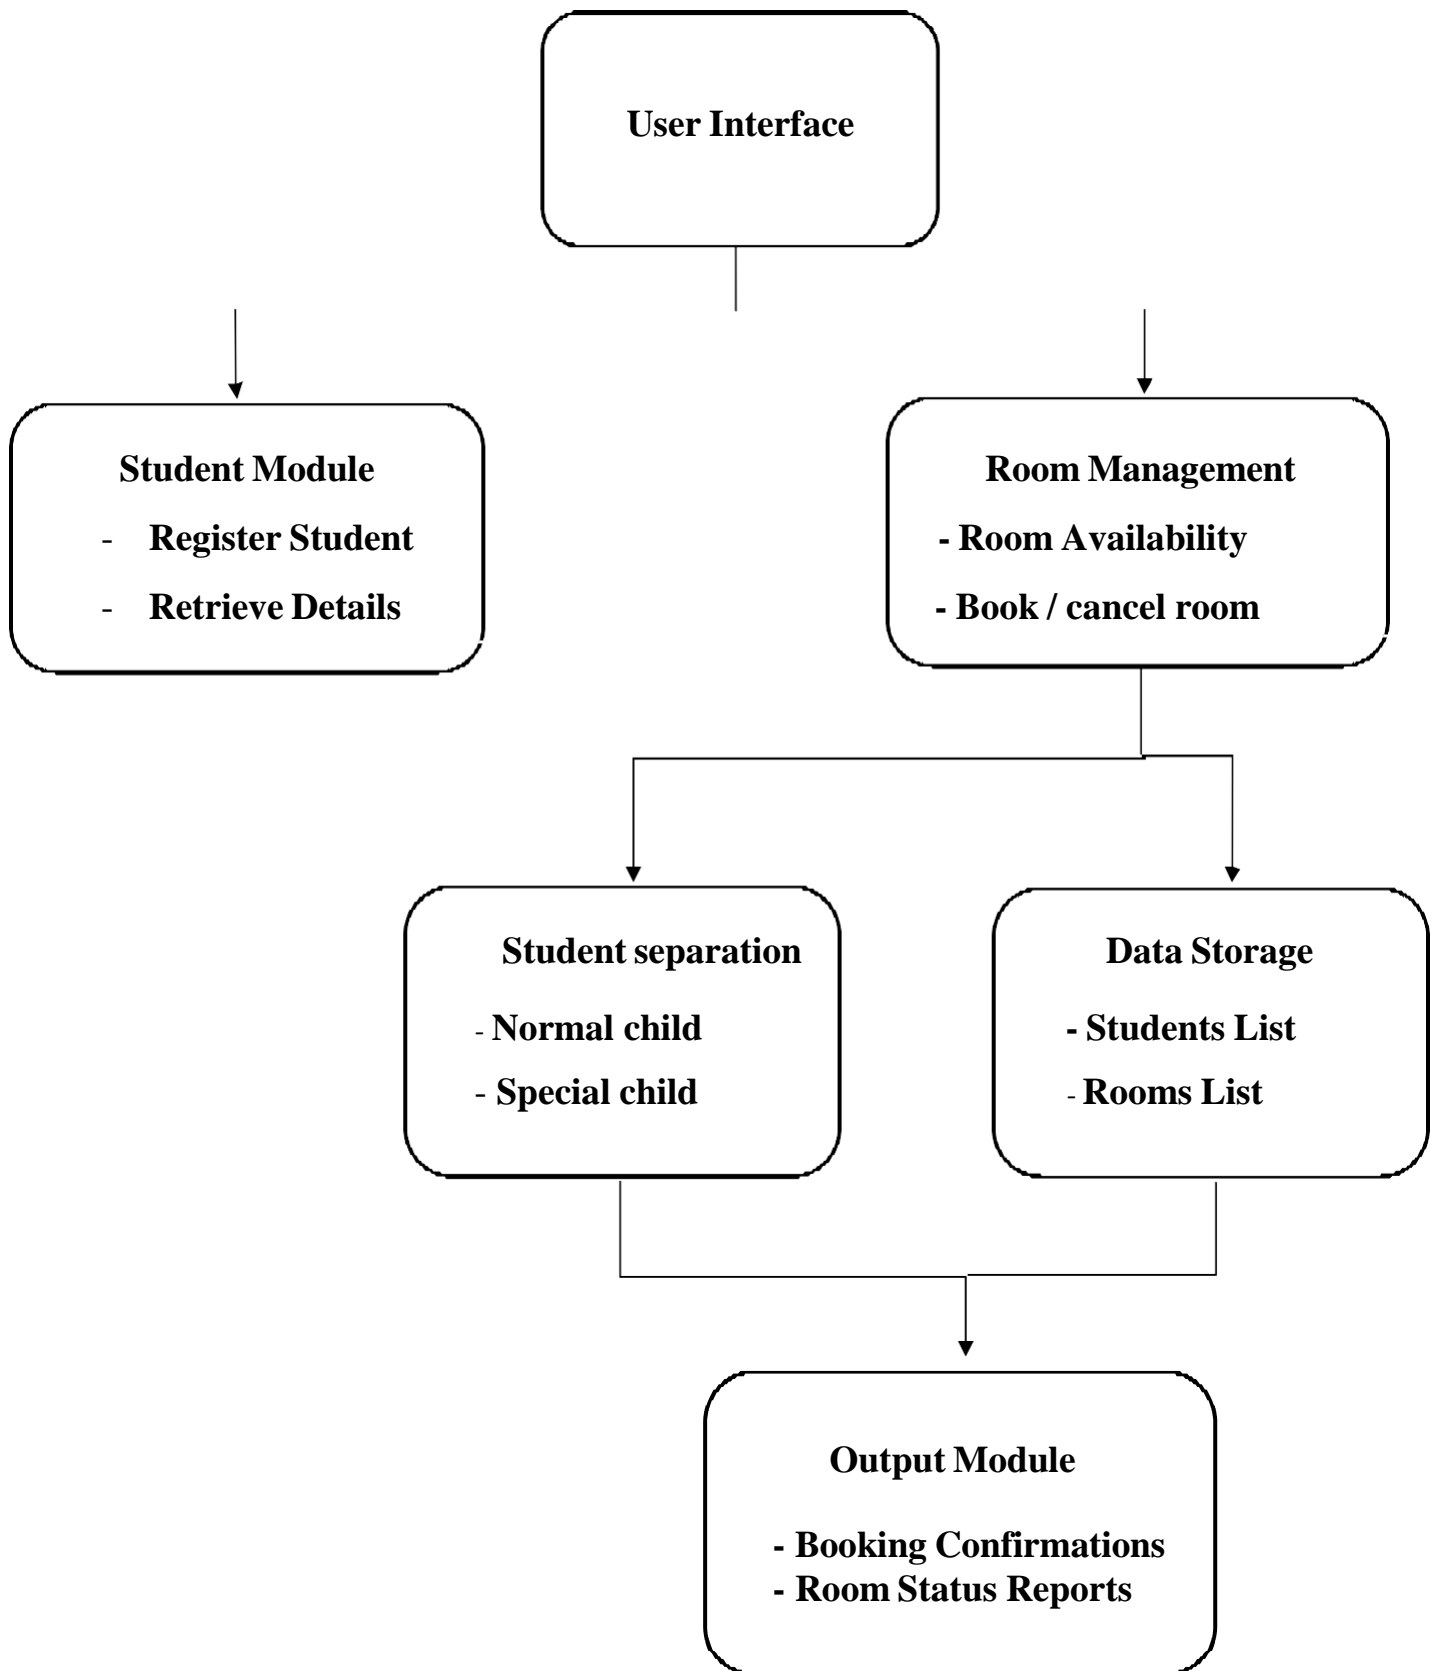 User Interface
Student Module
- Register Student
- Retrieve Details
Room Management
- Room Availability
- Book / cancel room
Student separation
- Normal child
- Special child
Data Storage
- Students List
- Rooms List
Output Module
- Booking Confirmations
- Room Status Reports